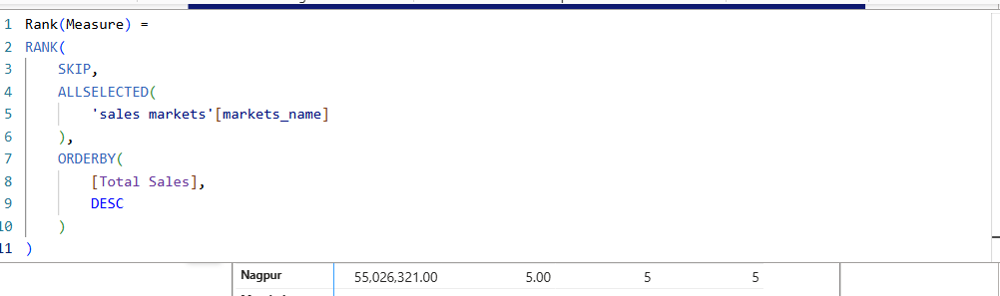 1 Rank(Measure) =
2 RANK(
3 SKIP,
4 ALLSELECTED(
5 'sales markets'[markets_name]
6 ),
7 ORDERBY(
8 [Total Sales],
9 DESC
10 )
11 )
Nagpur 55,026,321.00 5.00 5 5